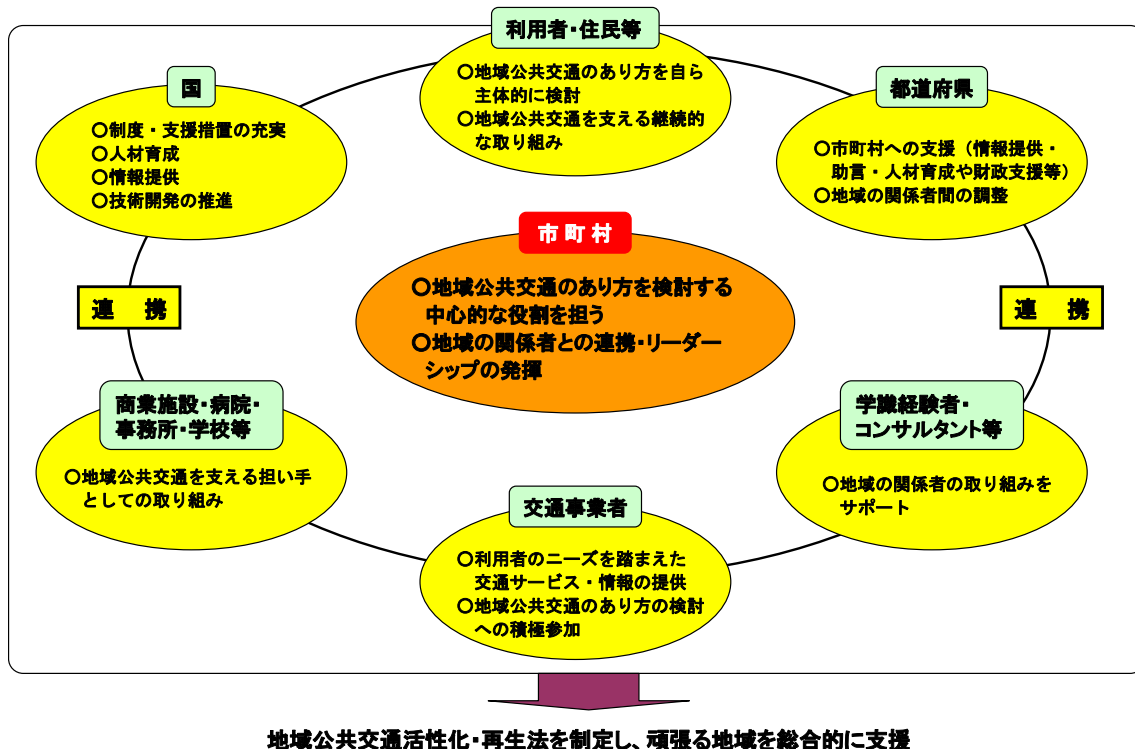 利用者・住民等
○地域公共交通のあり方を自ら
主体的に検討
○地域公共交通を支える継続的
な取り組み
国
○制度・支援措置の充実
○人材育成
○情報提供
○技術開発の推進
都道府県
○市町村への支援（情報提供・
助言・人材育成や財政支援等）
○地域の関係者間の調整
市町村
○地域公共交通のあり方を検討する
中心的な役割を担う
○地域の関係者との連携・リーダー
シップの発揮
連　携
連　携
商業施設・病院・
事務所・学校等
○地域公共交通を支える担い手
としての取り組み
学識経験者・
コンサルタント等
○地域の関係者の取り組みを
サポート
交通事業者
○利用者のニーズを踏まえた
交通サービス・情報の提供
○地域公共交通のあり方の検討
への積極参加
地域公共交通活性化・再生法を制定し、頑張る地域を総合的に支援